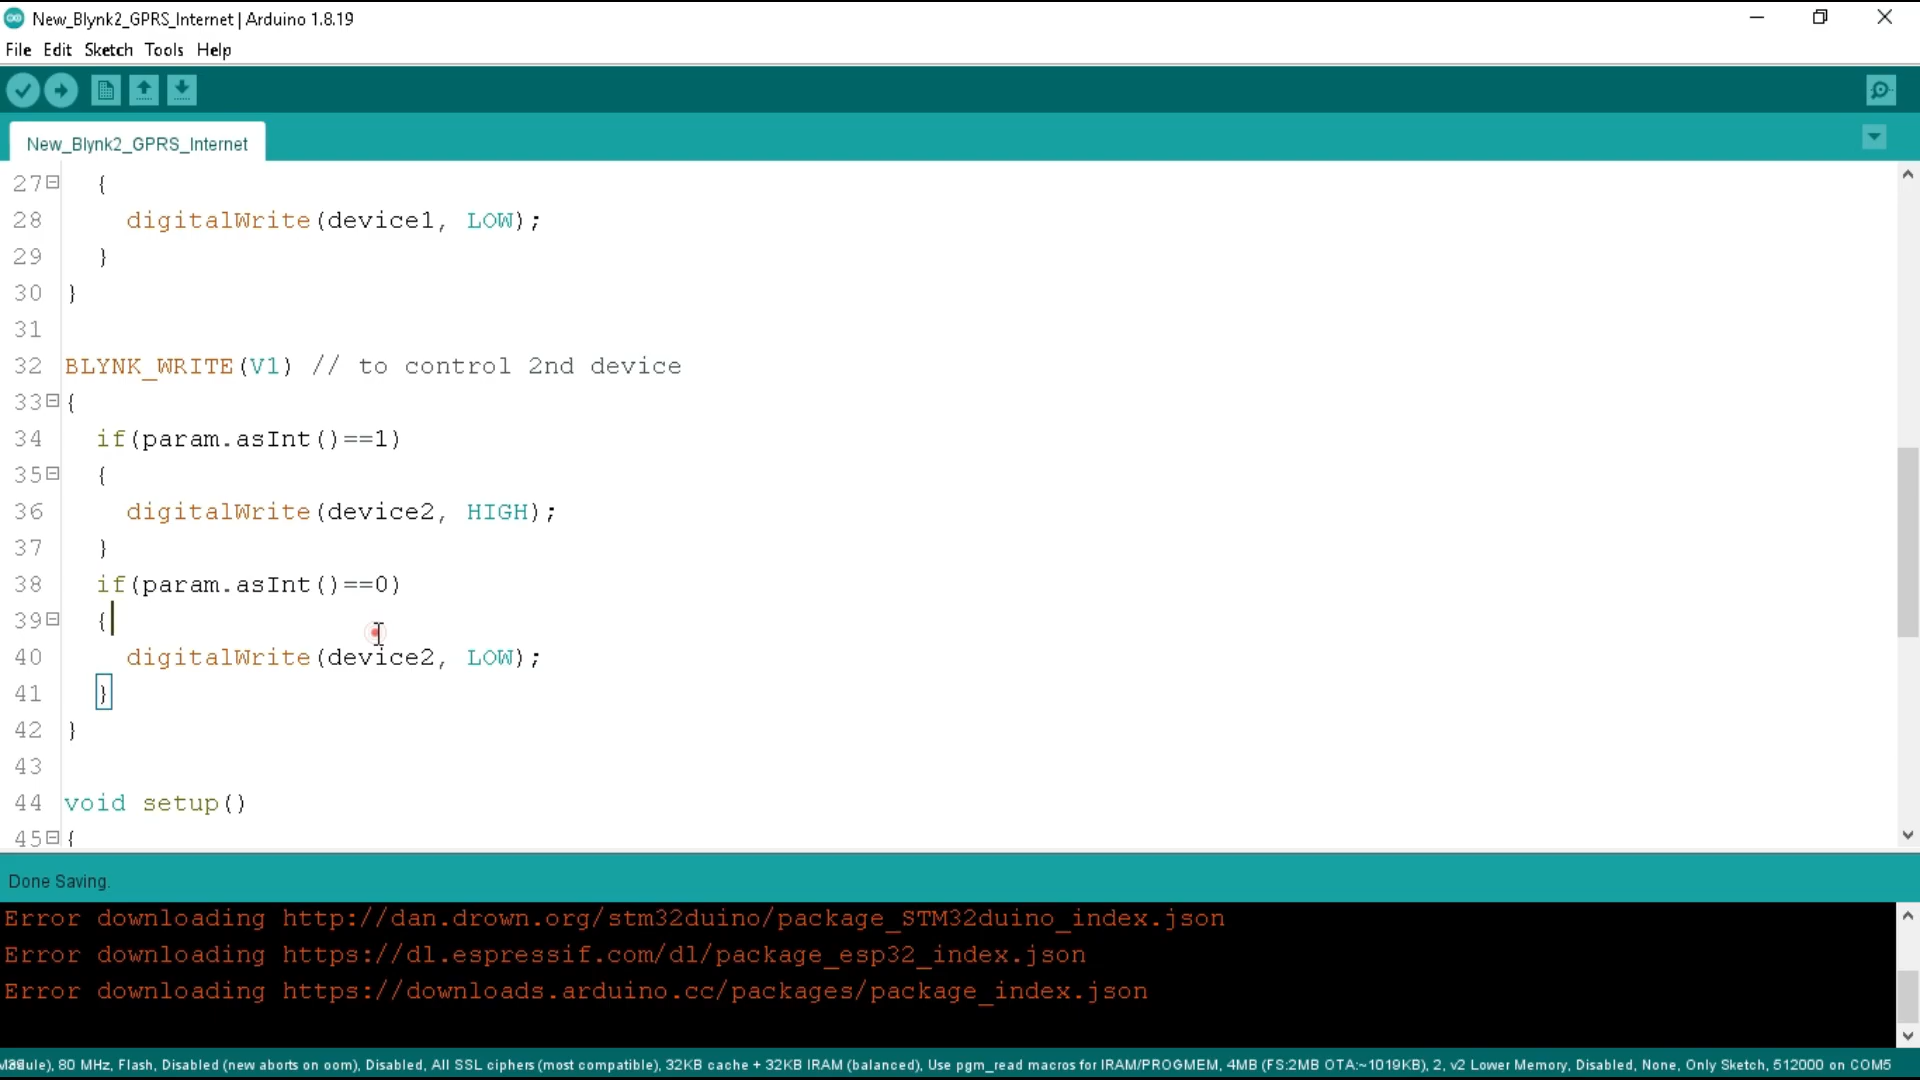 New_Blynk2_GPRS_Internet | Arduino 1.8.19
File Edit Sketch Tools Help
New_Blynk2_GPRS_Internet
27 {
28 digitalWrite(device1, LOW);
29 }
30 }
31
32 BLYNK_WRITE(V1) // to control 2nd device
33 {
34 if(param.asInt()==1)
35 {
36 digitalWrite(device2, HIGH);
37 }
38 if(param.asInt()==0)
39 {
40 digitalWrite(device2, LOW);
41 }
42 }
43
44 void setup()
45 {
Done Saving.
Error downloading http://dan.drown.org/stm32duino/package_STM32duino_index.json
Error downloading https://dl.espressif.com/dl/package_esp32_index.json
Error downloading https://downloads.arduino.cc/packages/package_index.json
80 MHz, Flash, Disabled (new aborts on oom), Disabled, All SSL ciphers (most compatible), 32KB cache + 32KB IRAM (balanced), Use pgm_read macros for IRAM/PROGMEM, 4MB (FS:2MB OTA:~1019KB), 2, v2 Lower Memory, Disabled, None, Only Sketch, 512000 on COM5